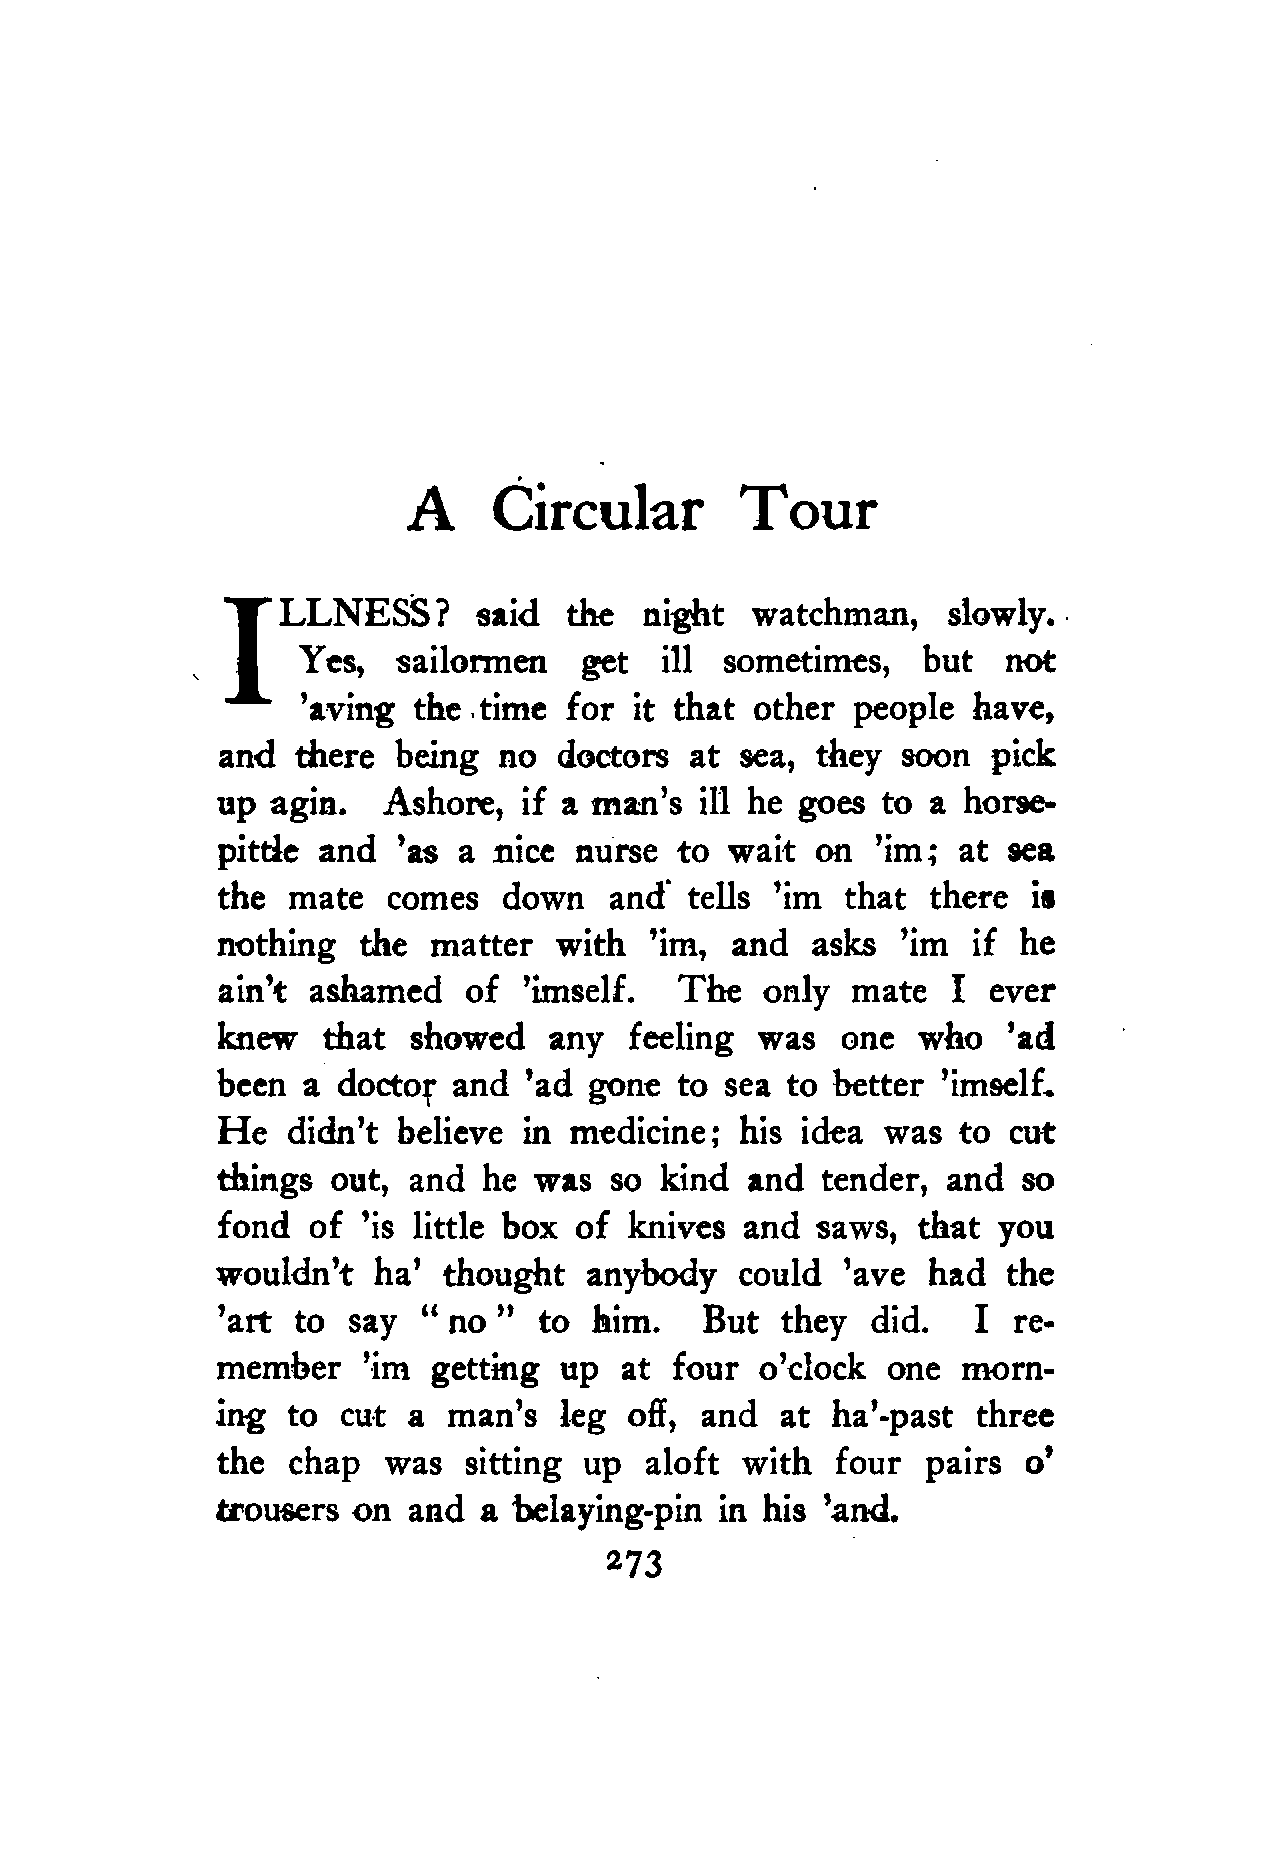 A Circular Tour
ILLNESS? said the night watchman, slowly.
Yes, sailormen get ill sometimes, but not
'aving the time for it that other people have,
and there being no doctors at sea, they soon pick
up agin. Ashore, if a man's ill he goes to a horse-
pittle and 'as a nice nurse to wait on 'im; at sea
the mate comes down and tells 'im that there is
nothing the matter with 'im, and asks 'im if he
ain't ashamed of 'imself. The only mate I ever
knew that showed any feeling was one who 'ad
been a doctor and 'ad gone to sea to better 'imself.
He didn't believe in medicine; his idea was to cut
things out, and he was so kind and tender, and so
fond of 'is little box of knives and saws, that you
wouldn't ha' thought anybody could 'ave had the
'art to say "no" to him. But they did. I re-
member 'im getting up at four o'clock one morn-
ing to cut a man's leg off, and at ha'-past three
the chap was sitting up aloft with four pairs o'
trousers on and a belaying-pin in his 'and.
273